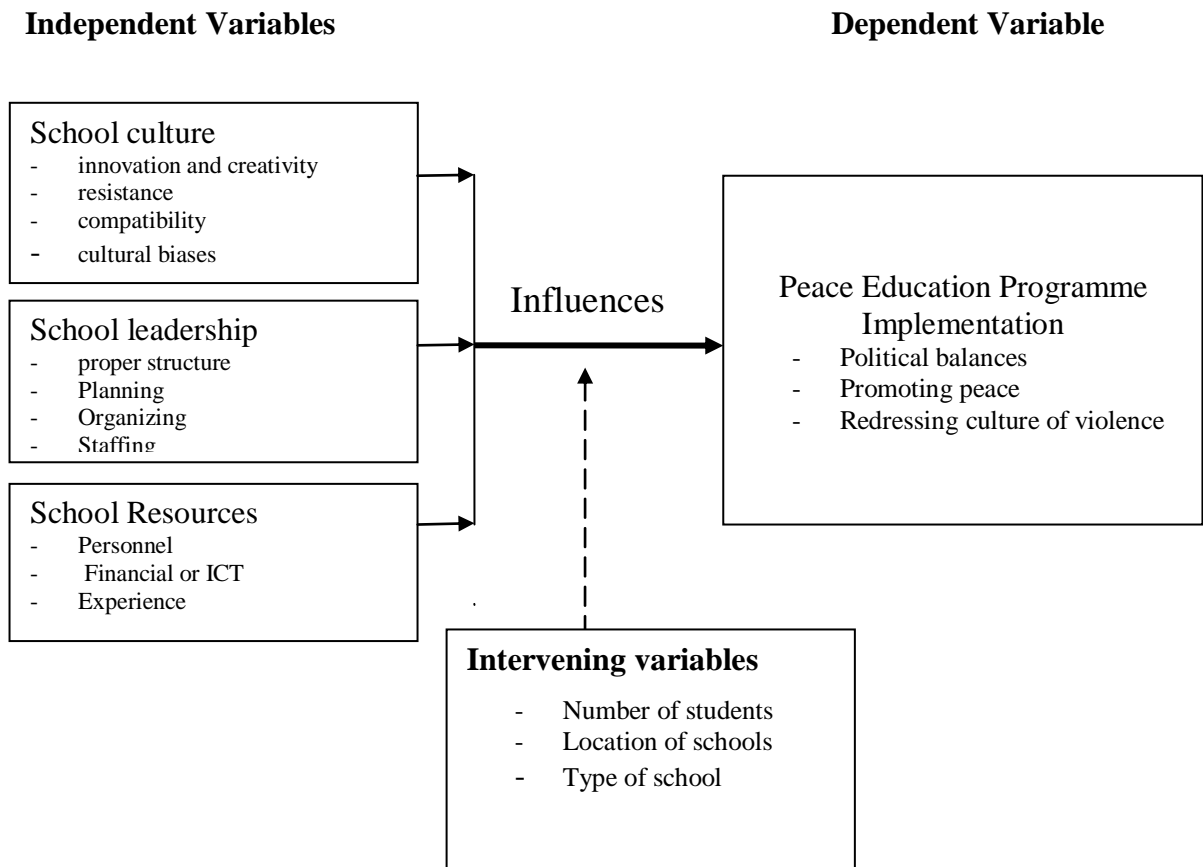 Independent Variables
Dependent Variable
School culture
- innovation and creativity
- resistance
- compatibility
- cultural biases
School leadership
- proper structure
- Planning
- Organizing
- Staffing
School Resources
- Personnel
- Financial or ICT
- Experience
Influences
Peace Education Programme
Implementation
- Political balances
- Promoting peace
- Redressing culture of violence
Intervening variables
- Number of students
- Location of schools
- Type of school